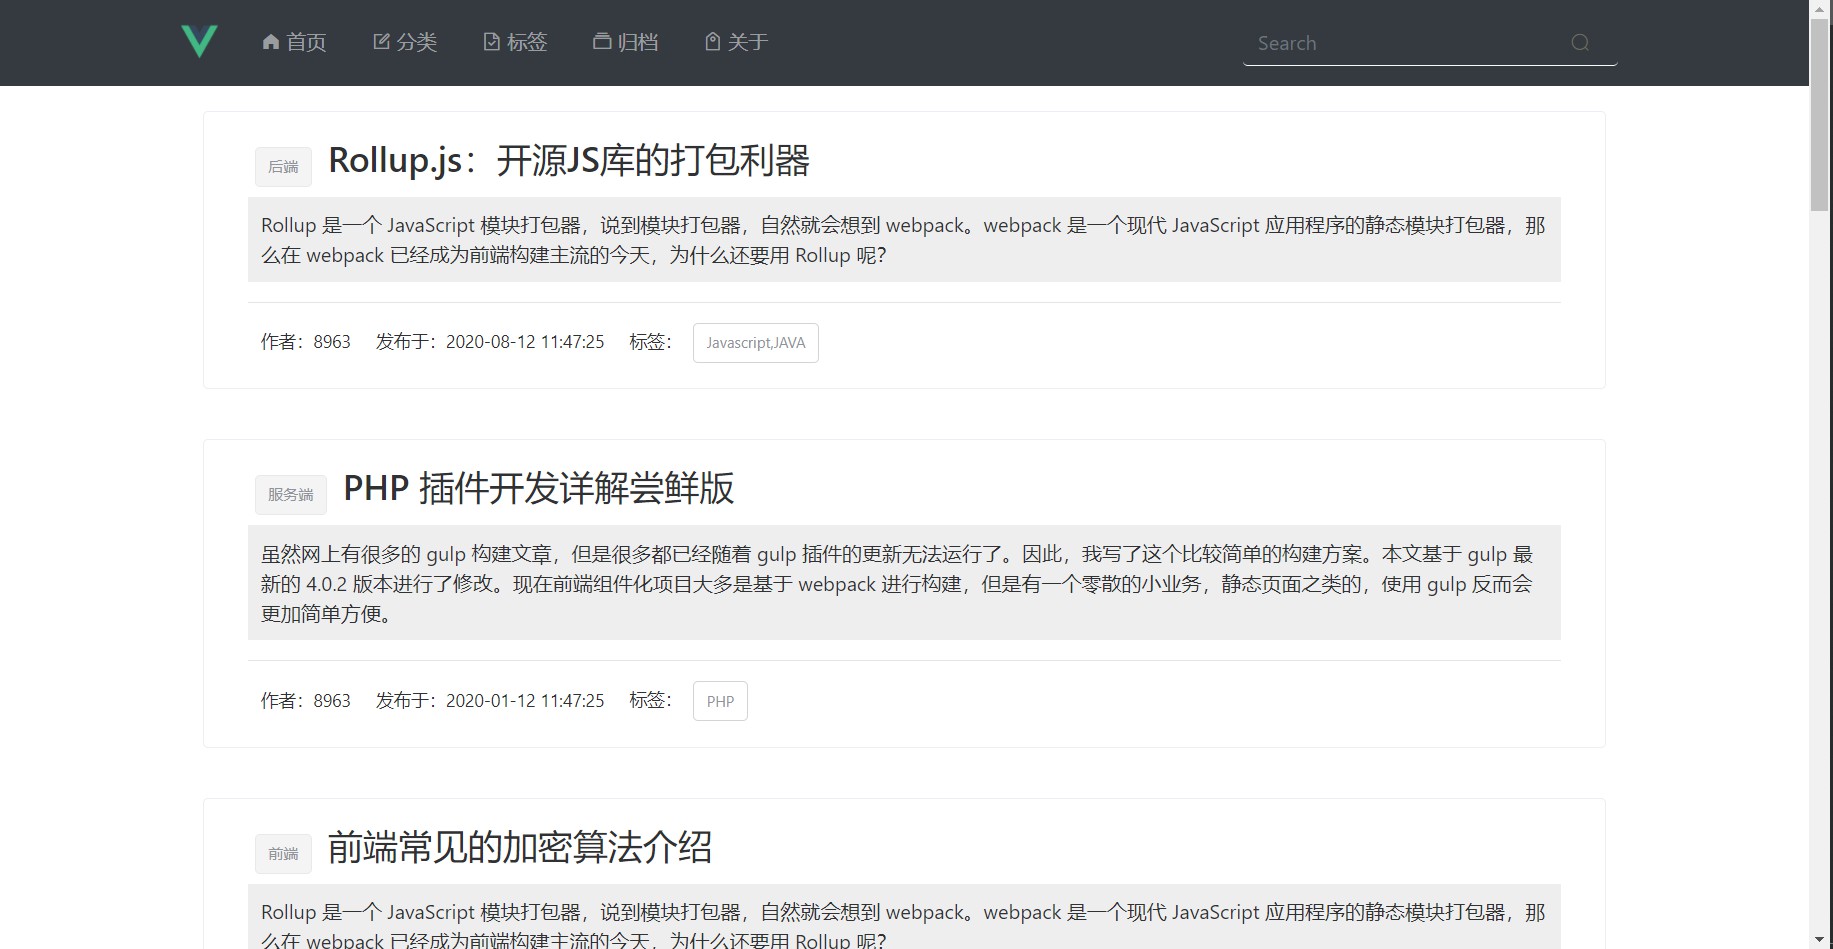 首页 分类 标签 归档 关于 Search
后端 Rollup.js：开源JS库的打包利器
Rollup 是一个 JavaScript 模块打包器，说到模块打包器，自然就会想到 webpack。webpack 是一个现代 JavaScript 应用程序的静态模块打包器，那
么在 webpack 已经成为前端构建主流的今天，为什么还要用 Rollup 呢？
作者：8963 发布于：2020-08-12 11:47:25 标签： Javascript,JAVA
服务端 PHP 插件开发详解尝鲜版
虽然网上有很多的 gulp 构建文章，但是很多都已经随着 gulp 插件的更新无法运行了。因此，我写了这个比较简单的构建方案。本文基于 gulp 最
新的 4.0.2 版本进行了修改。现在前端组件化项目大多是基于 webpack 进行构建，但是有一个零散的小业务，静态页面之类的，使用 gulp 反而会
更加简单方便。
作者：8963 发布于：2020-01-12 11:47:25 标签： PHP
前端 前端常见的加密算法介绍
Rollup 是一个 JavaScript 模块打包器，说到模块打包器，自然就会想到 webpack。webpack 是一个现代 JavaScript 应用程序的静态模块打包器，那
么在 webpack 已经成为前端构建主流的今天，为什么还要用 Rollup 呢？